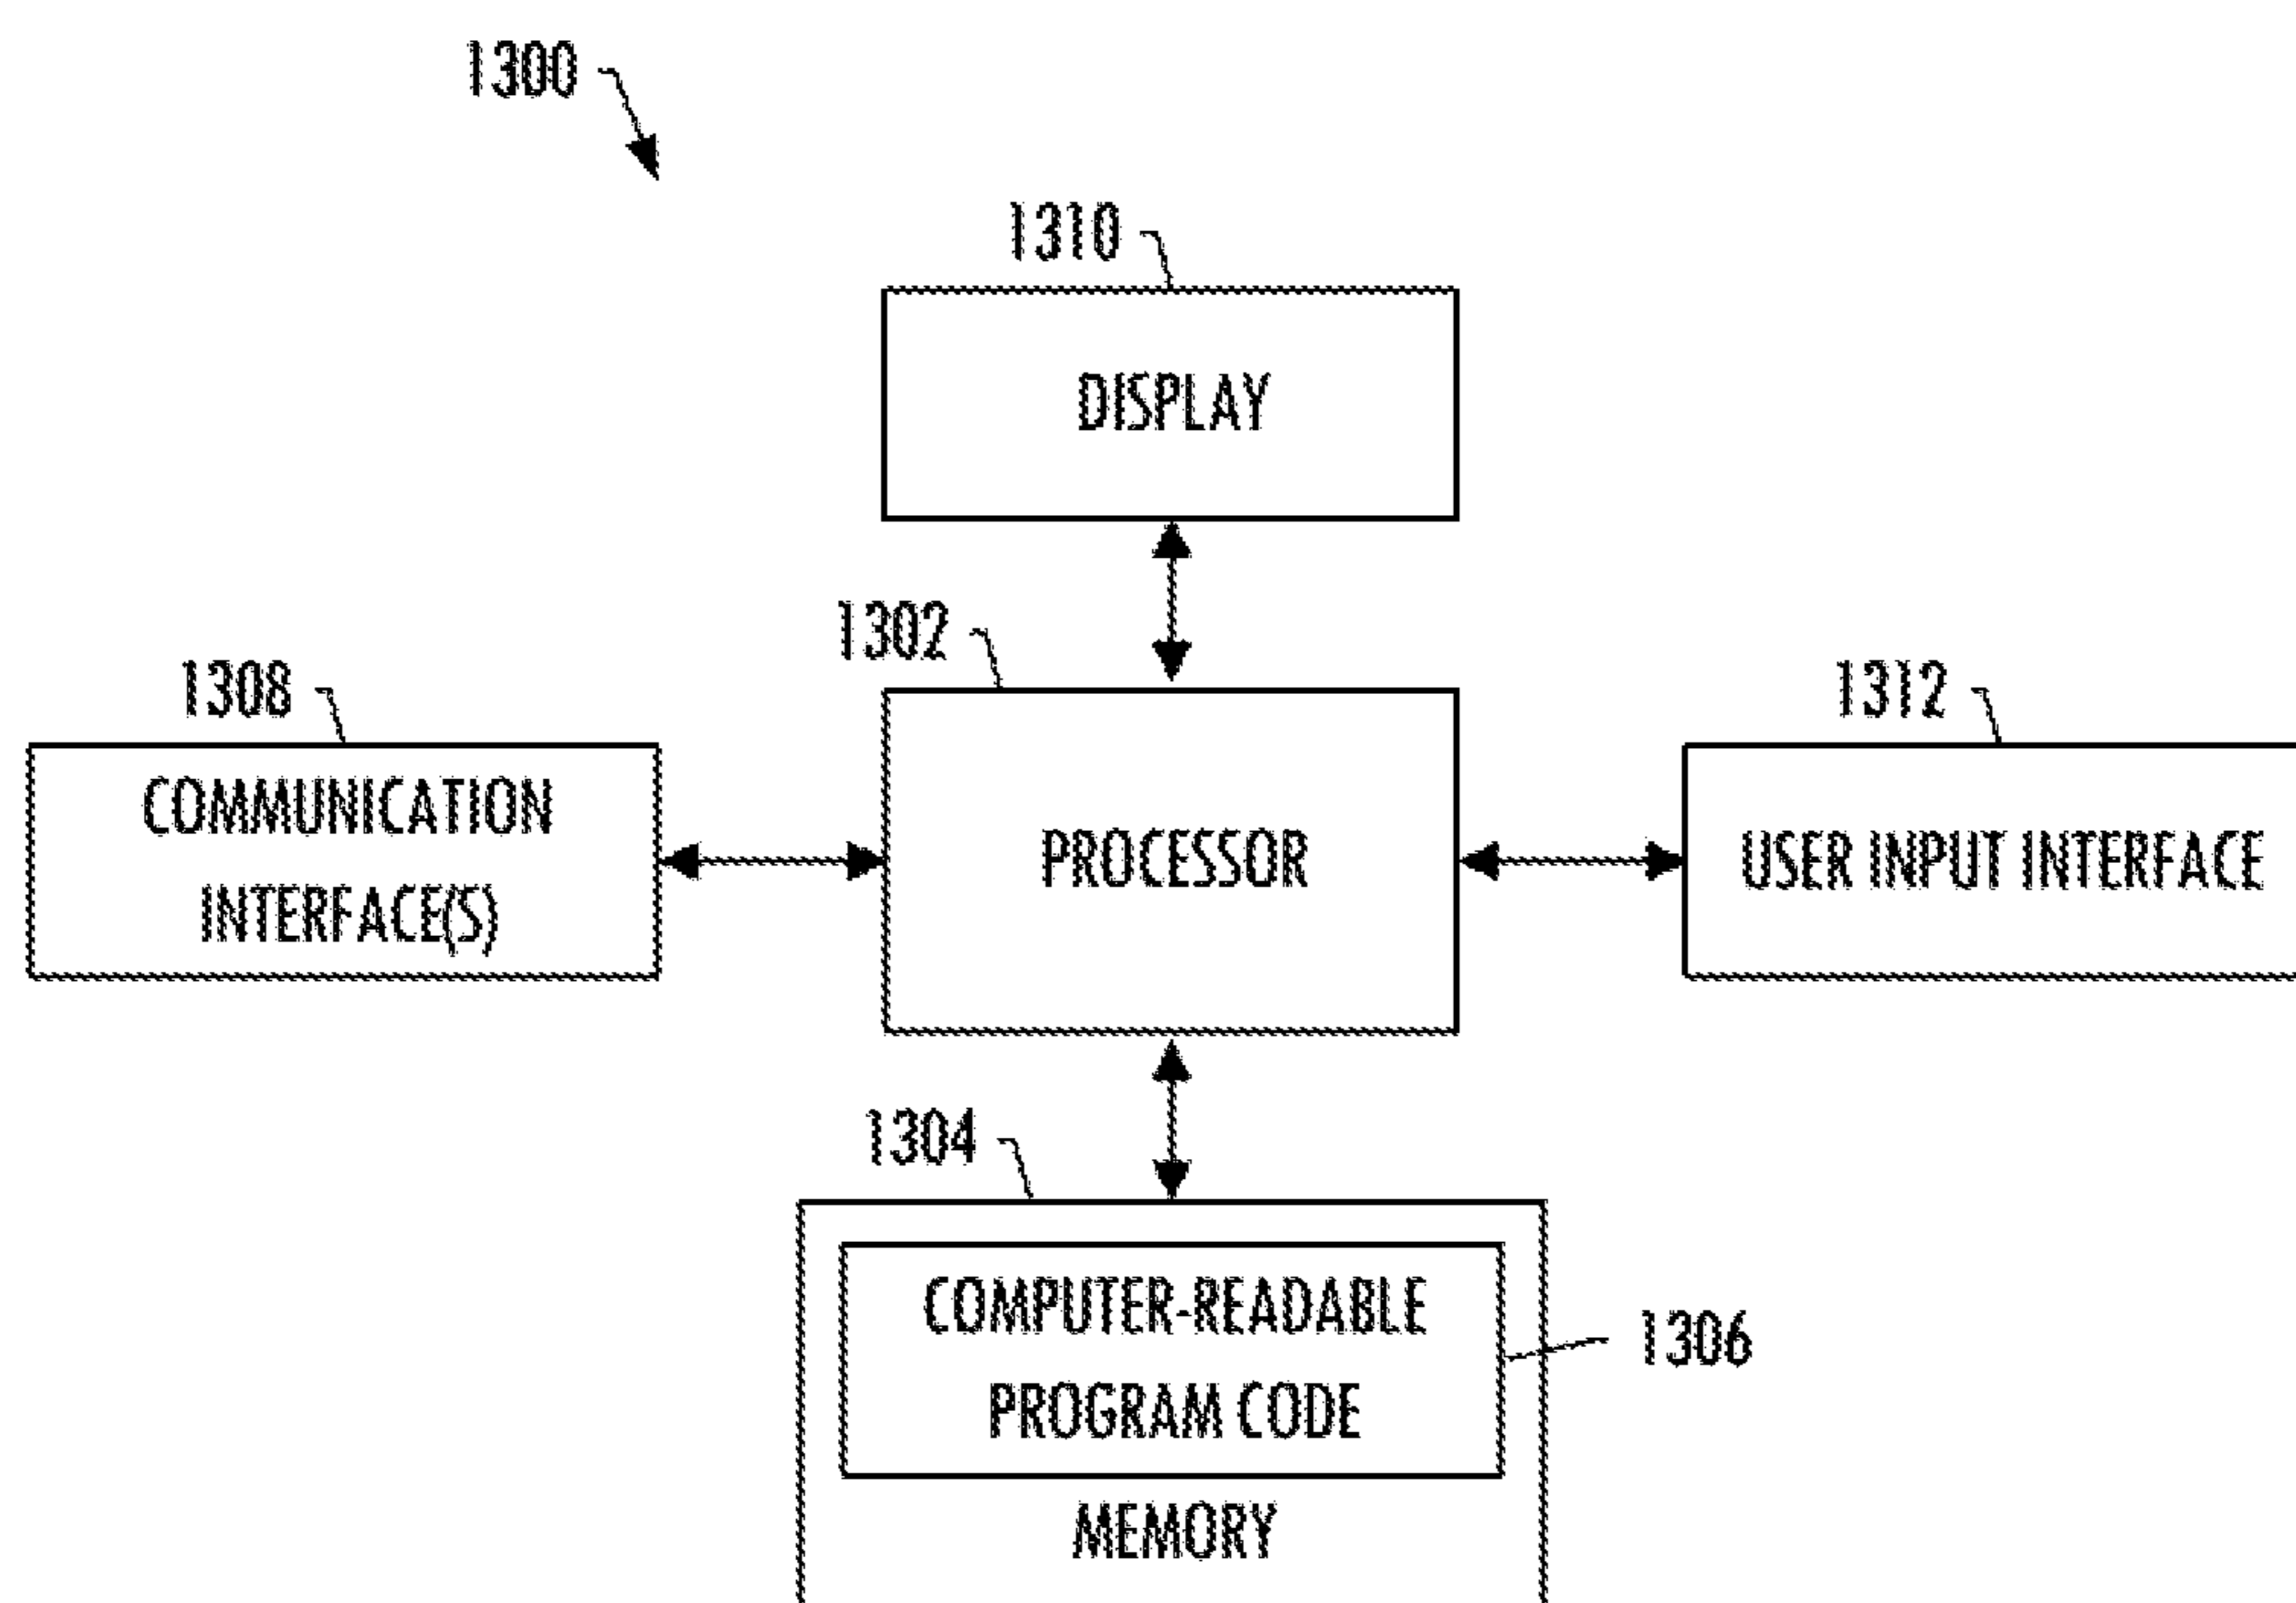 1300
1310
DISPLAY
1302
1308
1312
COMMUNICATION
INTERFACE(S)
PROCESSOR
USER INPUT INTERFACE
1304
COMPUTER-READABLE
PROGRAM CODE
1306
MEMORY